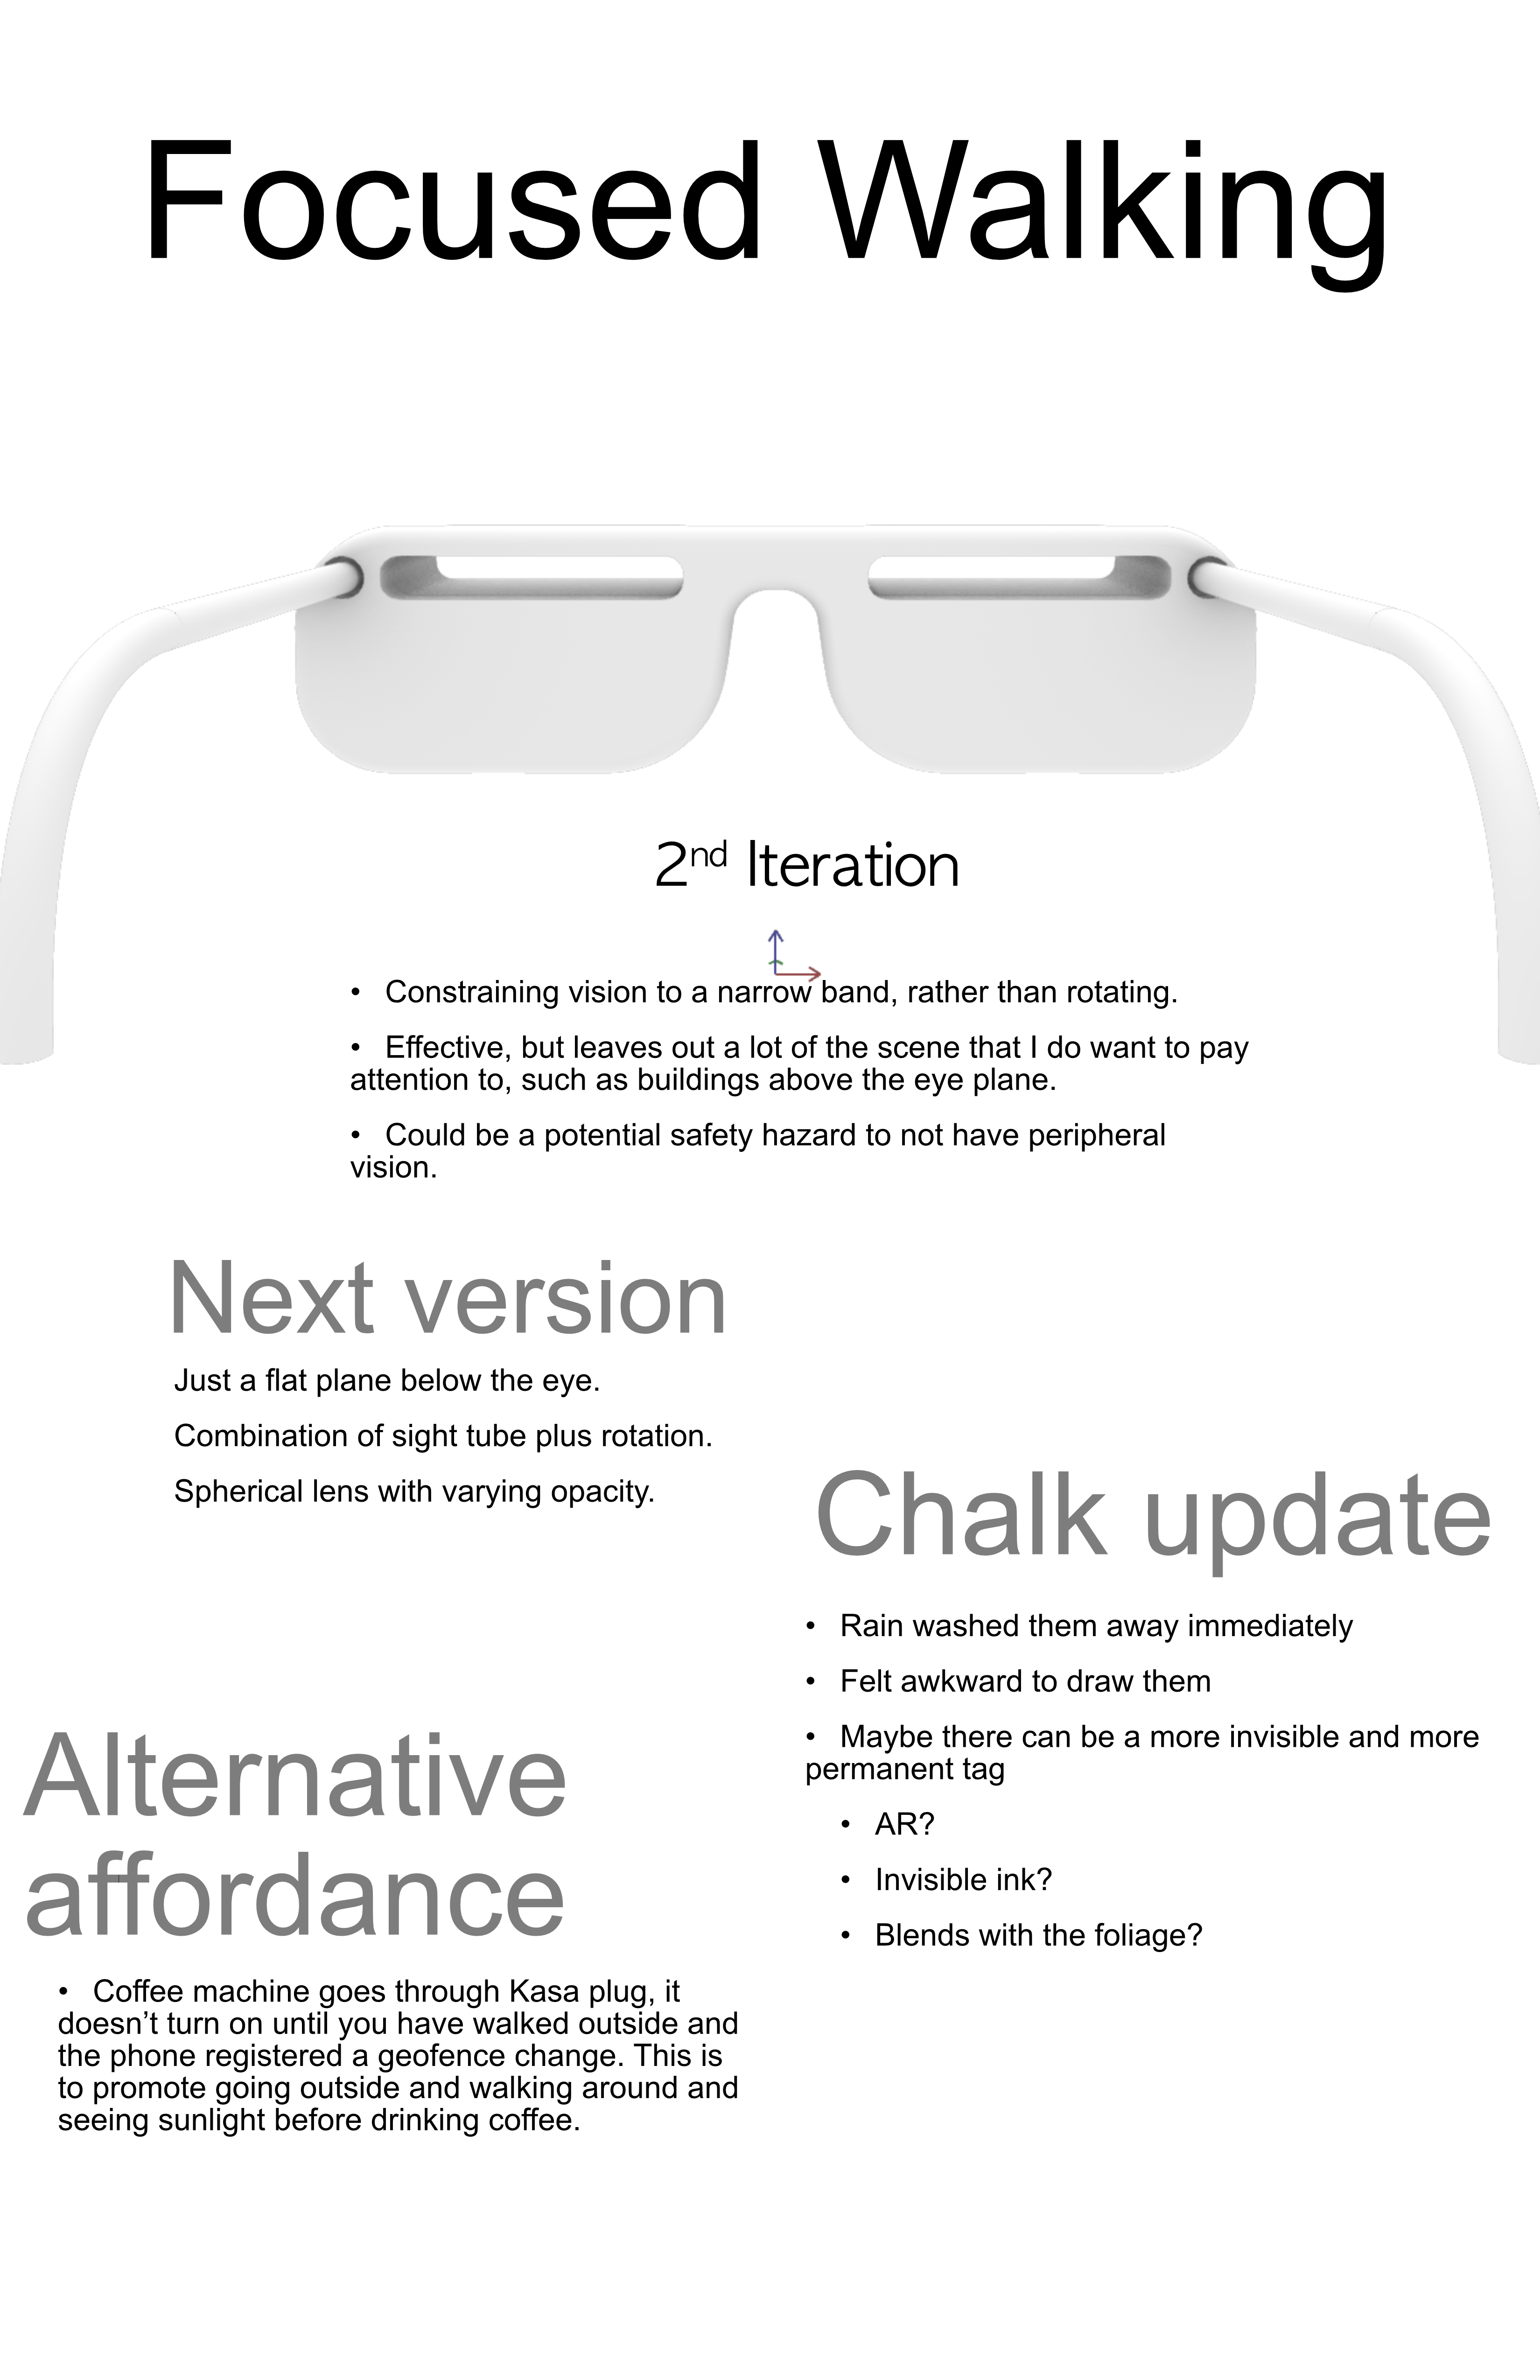 Focused Walking
2nd Iteration
• Constraining vision to a narrow band, rather than rotating.
• Effective, but leaves out a lot of the scene that I do want to pay
attention to, such as buildings above the eye plane.
• Could be a potential safety hazard to not have peripheral
vision.
Next version
Just a flat plane below the eye.
Combination of sight tube plus rotation.
Spherical lens with varying opacity.
Chalk update
• Rain washed them away immediately
• Felt awkward to draw them
• Maybe there can be a more invisible and more
permanent tag
• AR?
• Invisible ink?
• Blends with the foliage?
Alternative
affordance
• Coffee machine goes through Kasa plug, it
doesn’t turn on until you have walked outside and
the phone registered a geofence change. This is
to promote going outside and walking around and
seeing sunlight before drinking coffee.